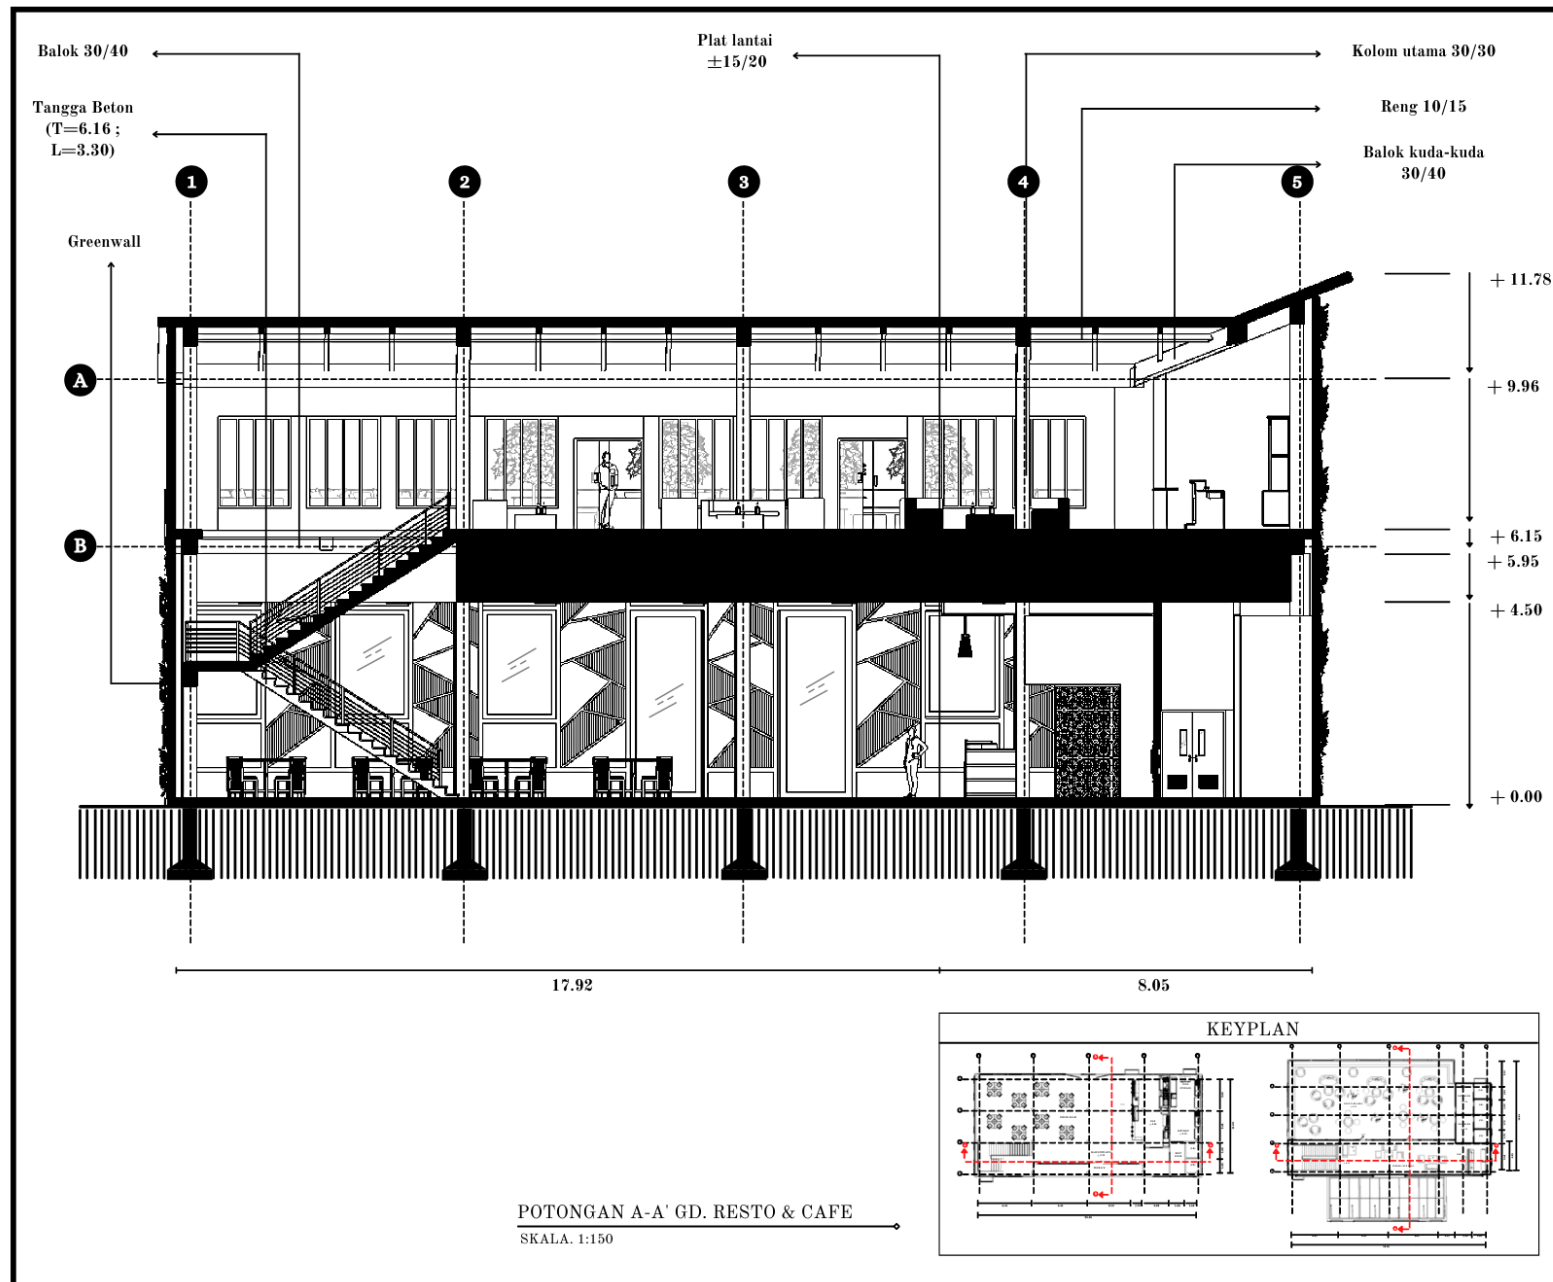 Balok 30/40
Plat lantai
±15/20
Kolom utama 30/30
Tangga Beton
(T=6.16 ;
L=3.30)
Reng 10/15
Balok kuda-kuda
30/40
1
2
3
4
5
Greenwall
+ 11.78
A
+ 9.96
B
+ 6.15
+ 5.95
+ 4.50
+ 0.00
17.92
8.05
KEYPLAN
POTONGAN A-A' GD. RESTO & CAFE
SKALA. 1:150